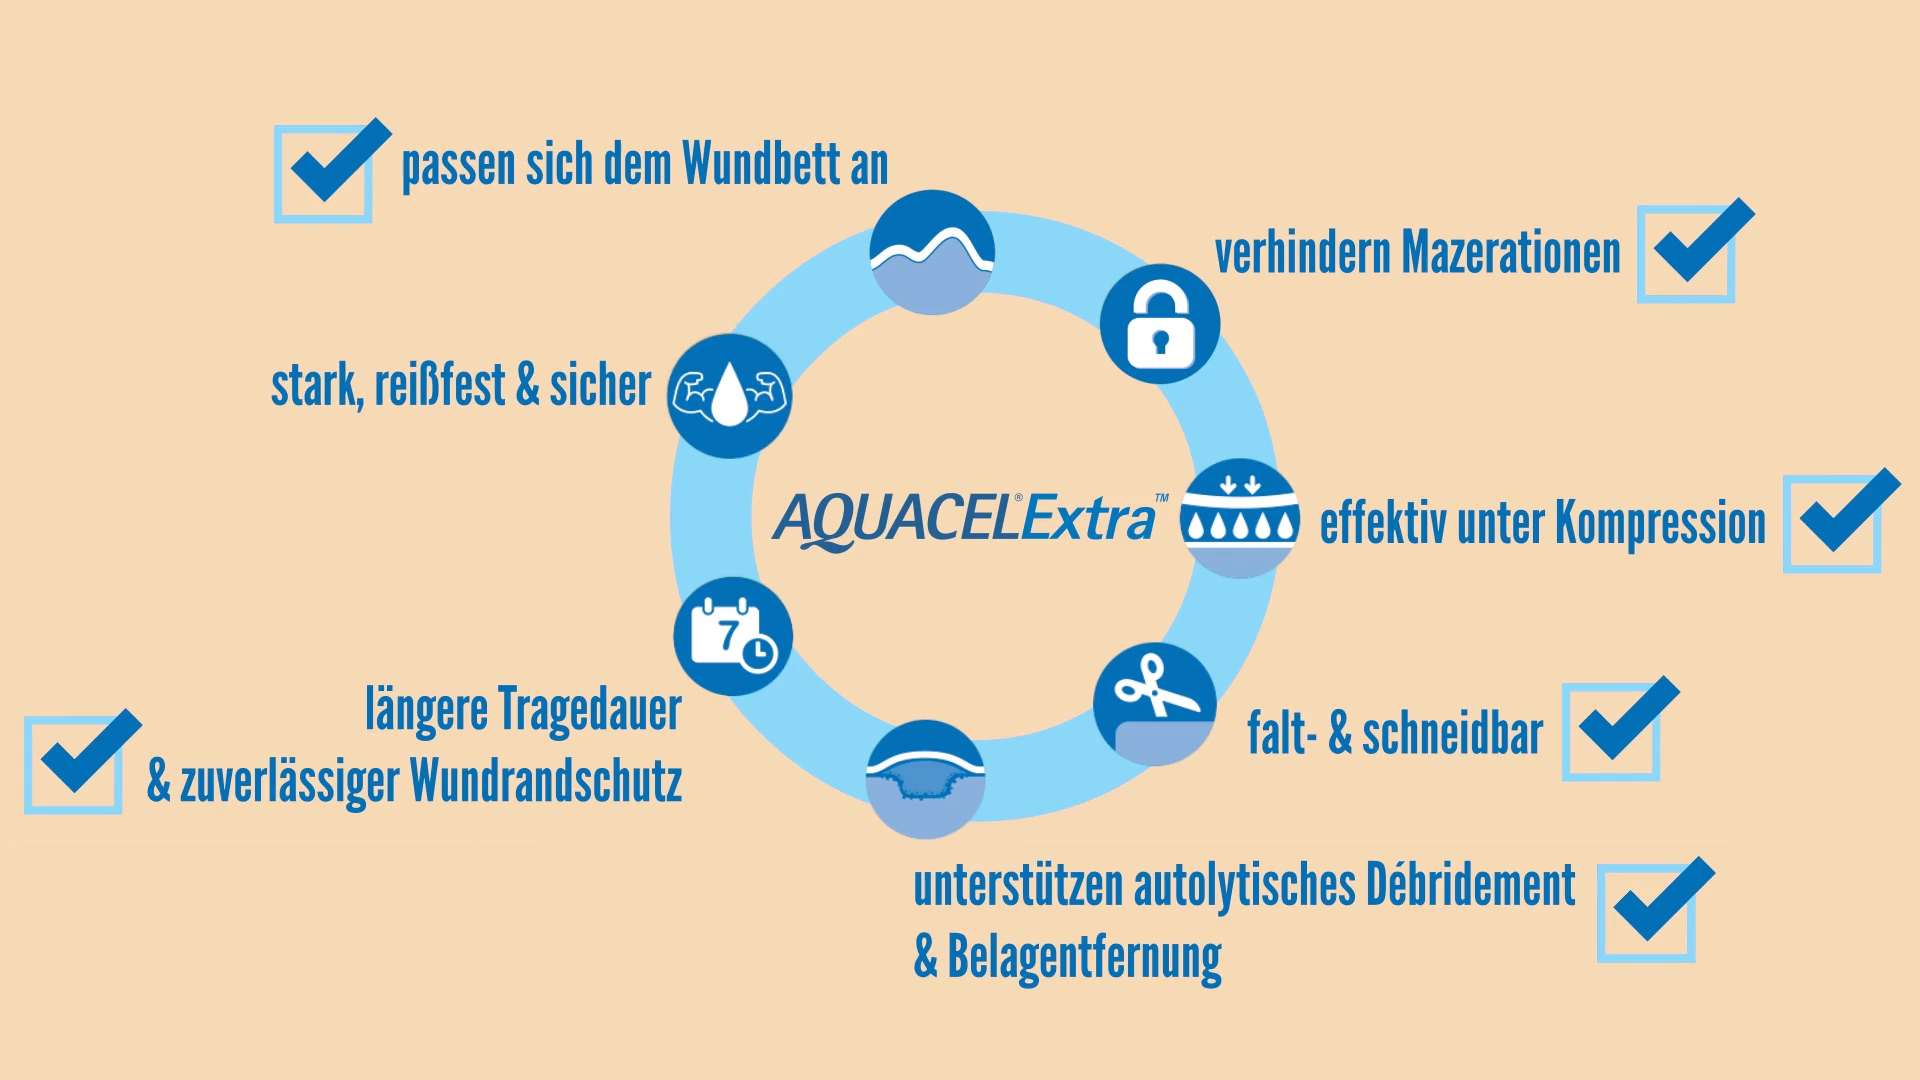 passen sich dem Wundbett an
verhindern Mazerationen
stark, reißfest & sicher
AQUACEL® Extra™
effektiv unter Kompression
7
längere Tragedauer
& zuverlässiger Wundrandschutz
falt- & schneidbar
unterstützen autolytisches Débridement
& Belagentfernung